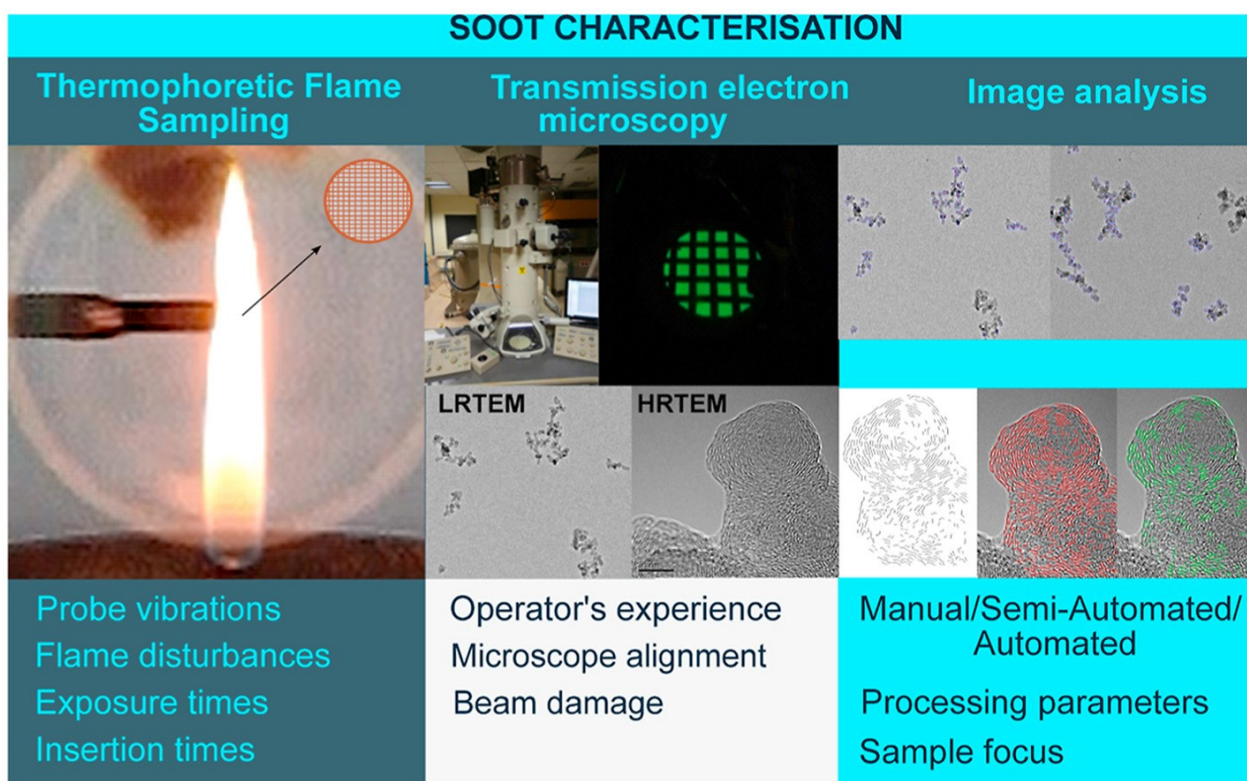 SOOT CHARACTERISATION
Thermophoretic Flame
Sampling
Transmission electron
microscopy
Image analysis
LRTEM
HRTEM
Probe vibrations
Flame disturbances
Exposure times
Insertion times
Operator's experience
Microscope alignment
Beam damage
Manual/Semi-Automated/
Automated
Processing parameters
Sample focus